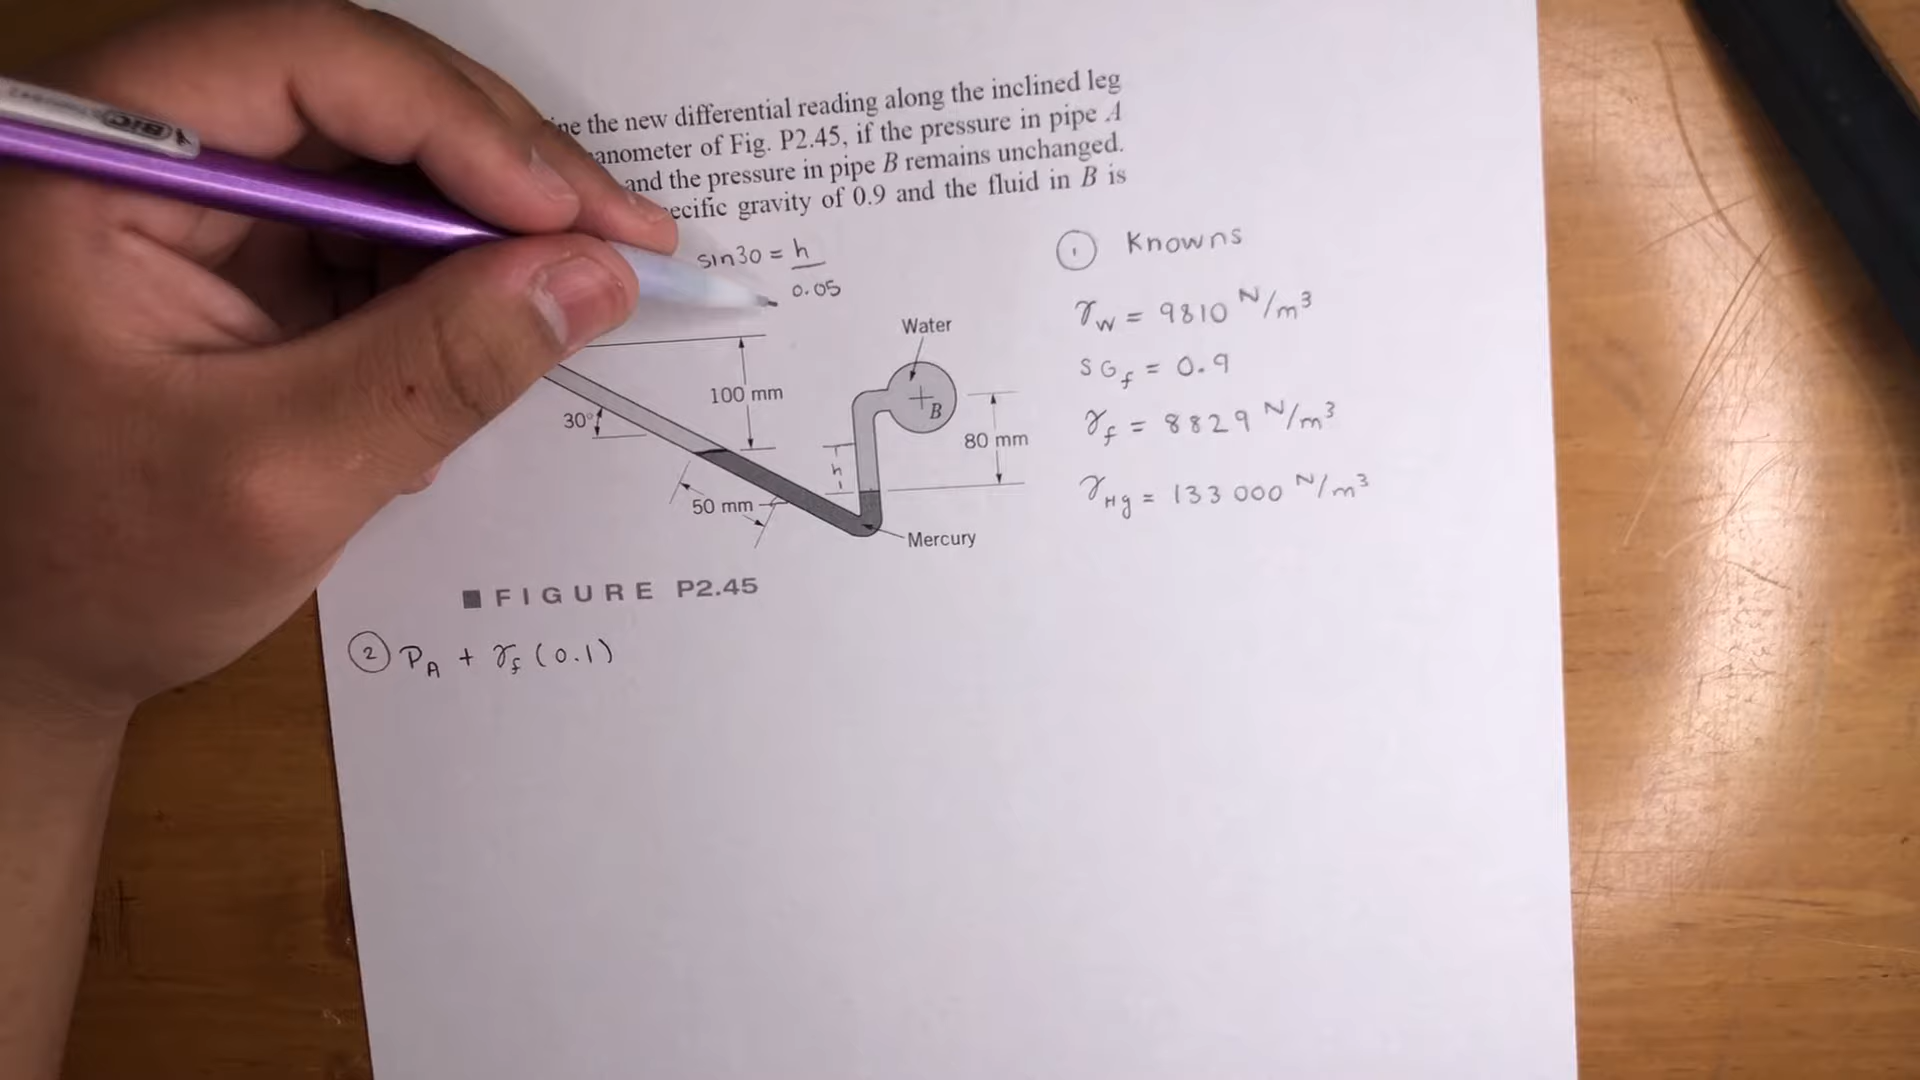 the new differential reading along the inclined leg
of Fig. P2.45, if the pressure in pipe A
and the pressure in pipe B remains unchanged.
gravity of 0.9 and the fluid in B is
sin30 = h
0.05
① Knowns
γw = 9810 N/m³
SGf = 0.9
γf = 8829 N/m³
γHg = 133 000 N/m³
Water
100 mm
30°
B
80 mm
h
50 mm
Mercury
■ FIGURE P2.45
② PA + γf (0.1)
BIC